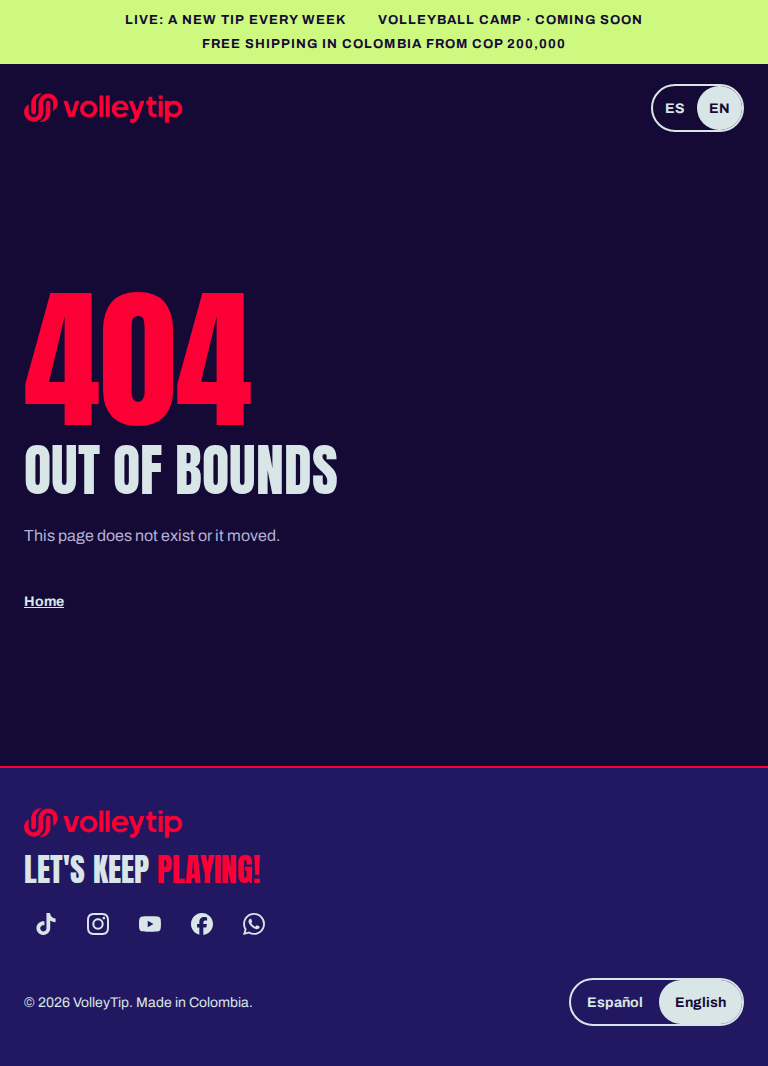 LIVE: A NEW TIP EVERY WEEK VOLLEYBALL CAMP · COMING SOON
FREE SHIPPING IN COLOMBIA FROM COP 200,000
volleytip
ES EN
404
OUT OF BOUNDS
This page does not exist or it moved.
Home
volleytip
LET'S KEEP PLAYING!
© 2026 VolleyTip. Made in Colombia.
Español English